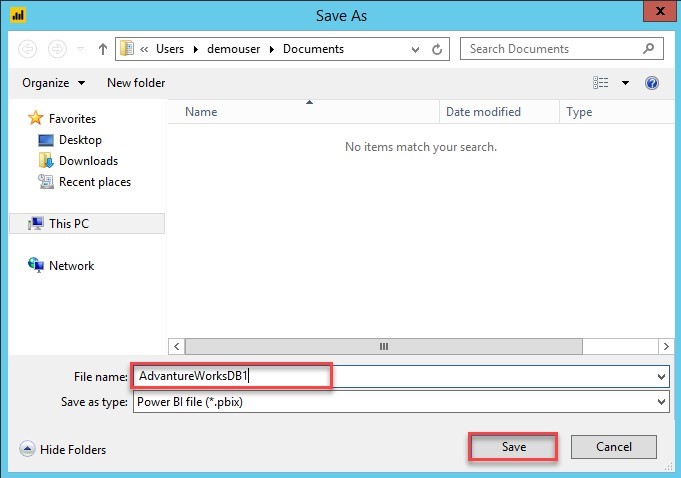 Save As
« Users ▸ demouser ▸ Documents
Search Documents
Organize
New folder
Name
Date modified
Type
Favorites
Desktop
Downloads
Recent places
This PC
Network
No items match your search.
File name: AdvantureWorksDB1
Save as type: Power BI file (*.pbix)
Hide Folders
Save
Cancel